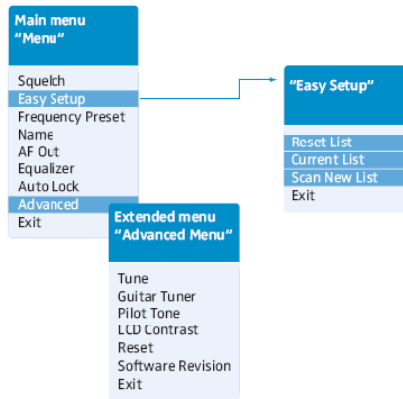 Main menu
“Menu“
Squelch
Easy Setup
Frequency Preset
Name
AF Out
Equalizer
Auto Lock
Advanced
Exit
“Easy Setup“
Reset List
Current List
Scan New List
Exit
Extended menu
“Advanced Menu“
Tune
Guitar Tuner
Pilot Tone
LCD Contrast
Reset
Software Revision
Exit